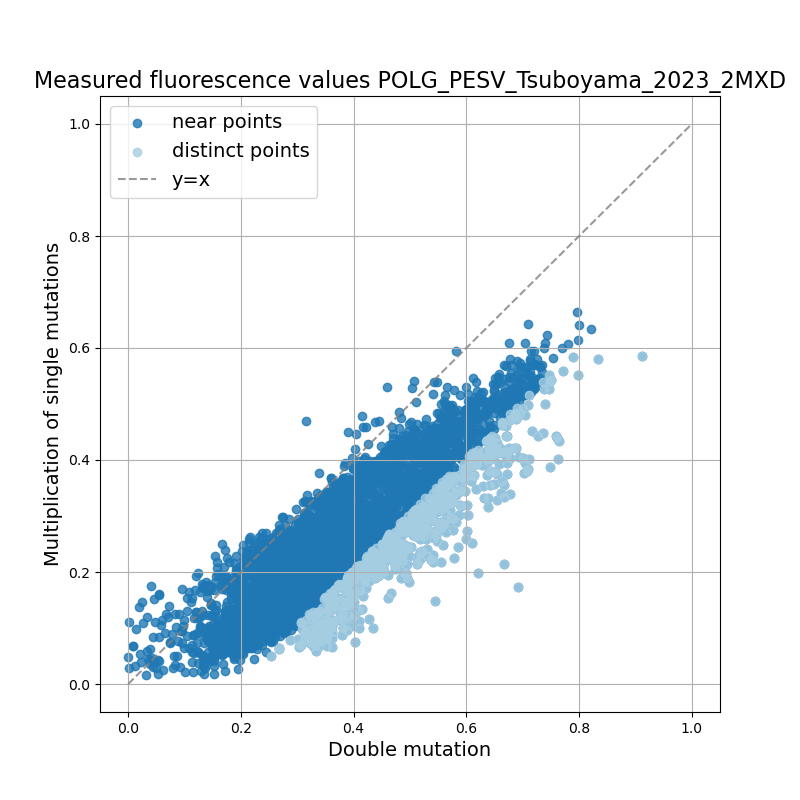 Measured fluorescence values POLG_PESV_Tsuboyama_2023_2MXD
near points
distinct points
y=x
1.0
0.8
0.6
0.4
0.2
0.0
Multiplication of single mutations
0.0 0.2 0.4 0.6 0.8 1.0
Double mutation